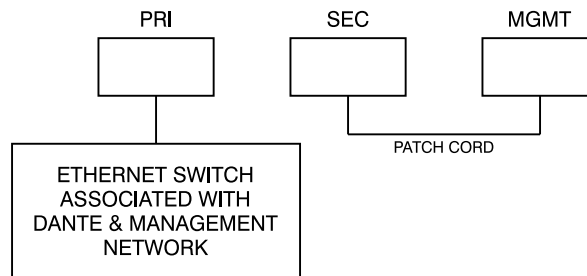 PRI
SEC
MGMT
PATCH CORD
ETHERNET SWITCH
ASSOCIATED WITH
DANTE & MANAGEMENT
NETWORK